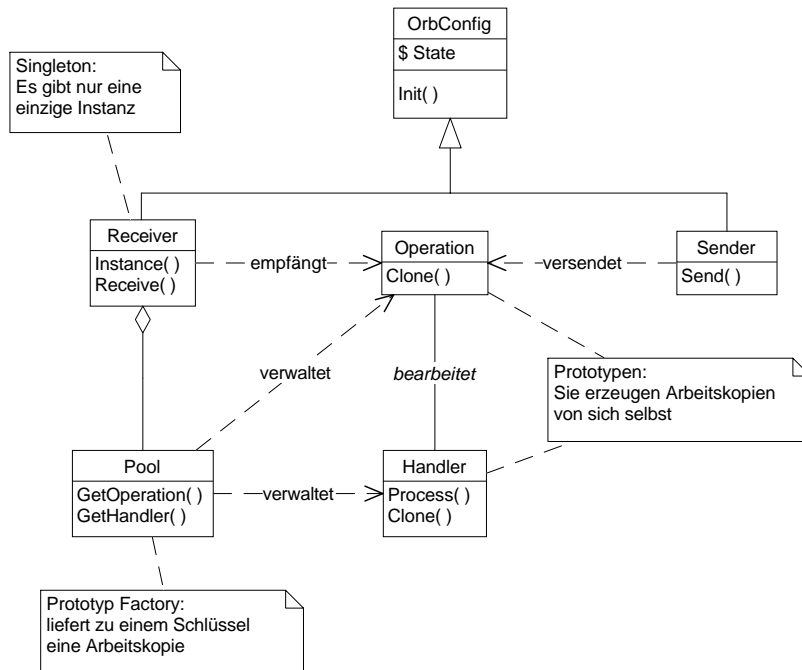 OrbConfig
$ State
Init( )
Singleton:
Es gibt nur eine
einzige Instanz
Receiver
Instance( )
Receive( )
empfängt
Operation
Clone( )
versendet
Sender
Send( )
verwaltet
bearbeitet
Prototypen:
Sie erzeugen Arbeitskopien
von sich selbst
Pool
GetOperation( )
GetHandler( )
verwaltet
Handler
Process( )
Clone( )
Prototyp Factory:
liefert zu einem Schlüssel
eine Arbeitskopie